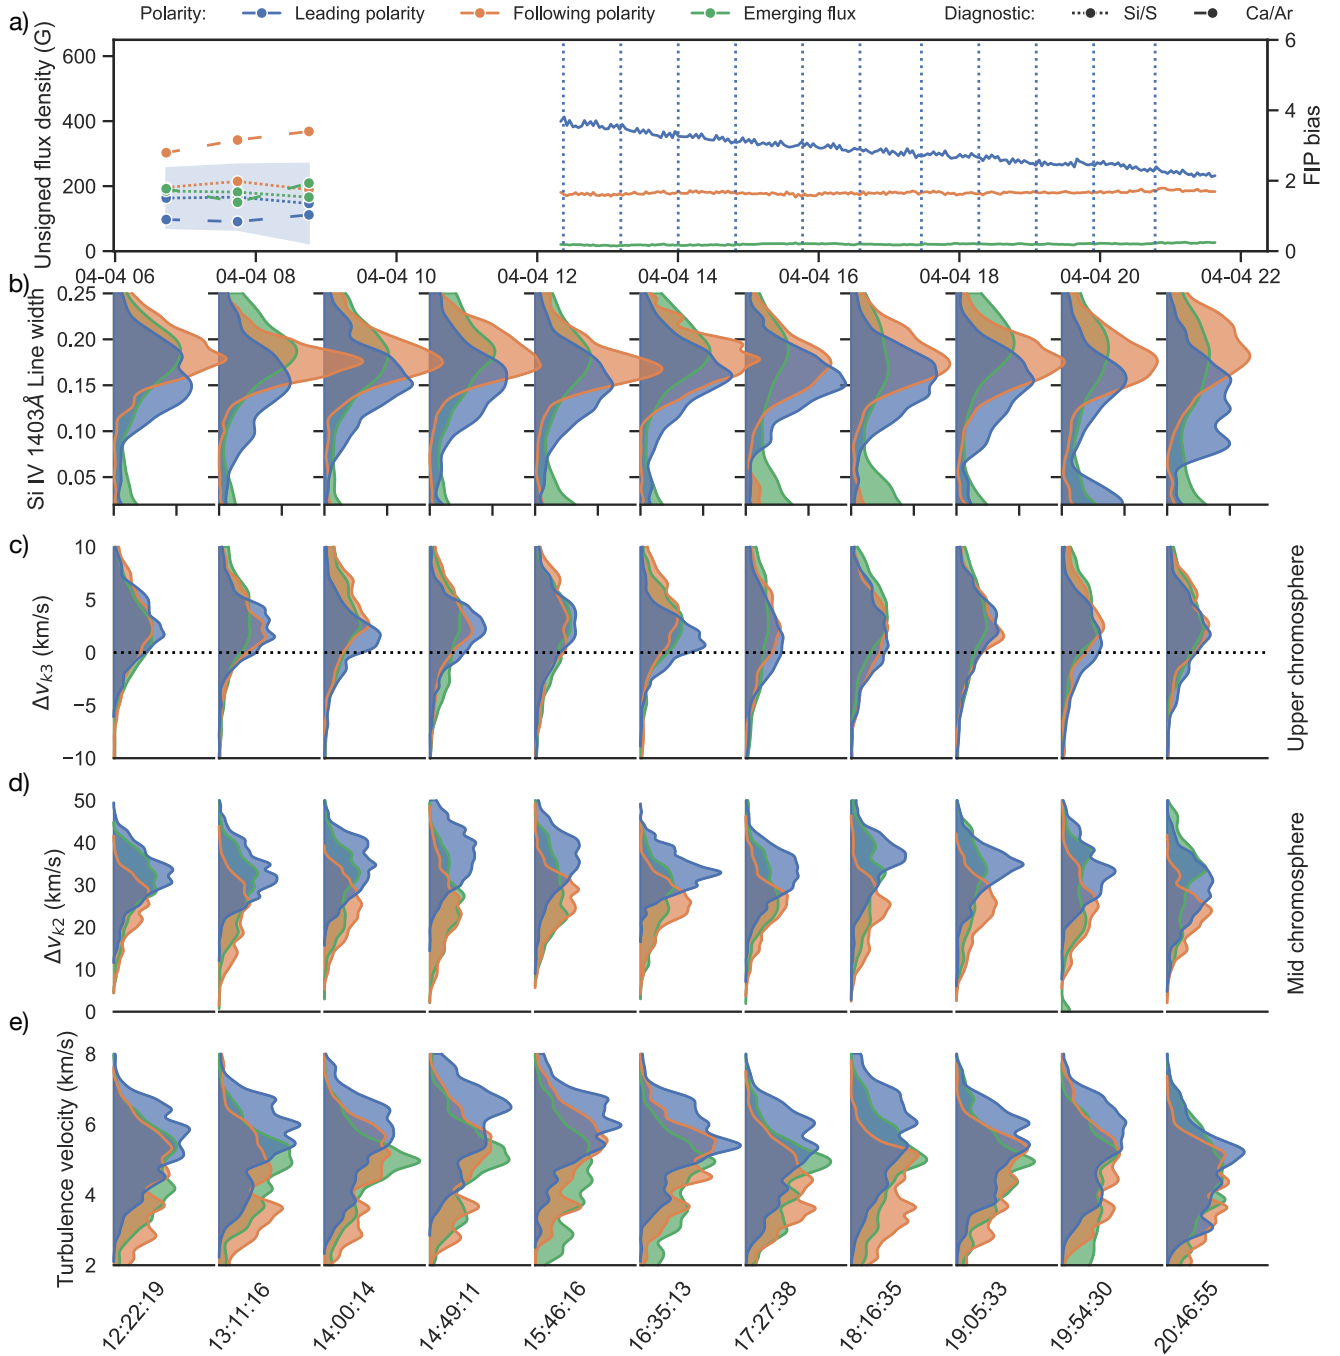 Polarity: Leading polarity Following polarity Emerging flux Diagnostic: Si/S Ca/Ar
a)
Unsigned flux density (G)
600
400
200
0
6
4
2
0
FIP bias
04-04 06 04-04 08 04-04 10 04-04 12 04-04 14 04-04 16 04-04 18 04-04 20 04-04 22
b)
Si IV 1403Å Line width
0.25
0.20
0.15
0.10
0.05
c)
Δv_{k3} (km/s)
10
5
0
−5
−10
Upper chromosphere
d)
Δv_{k2} (km/s)
50
40
30
20
10
0
Mid chromosphere
e)
Turbulence velocity (km/s)
8
6
4
2
12:22:19 13:11:16 14:00:14 14:49:11 15:46:16 16:35:13 17:27:38 18:16:35 19:05:33 19:54:30 20:46:55